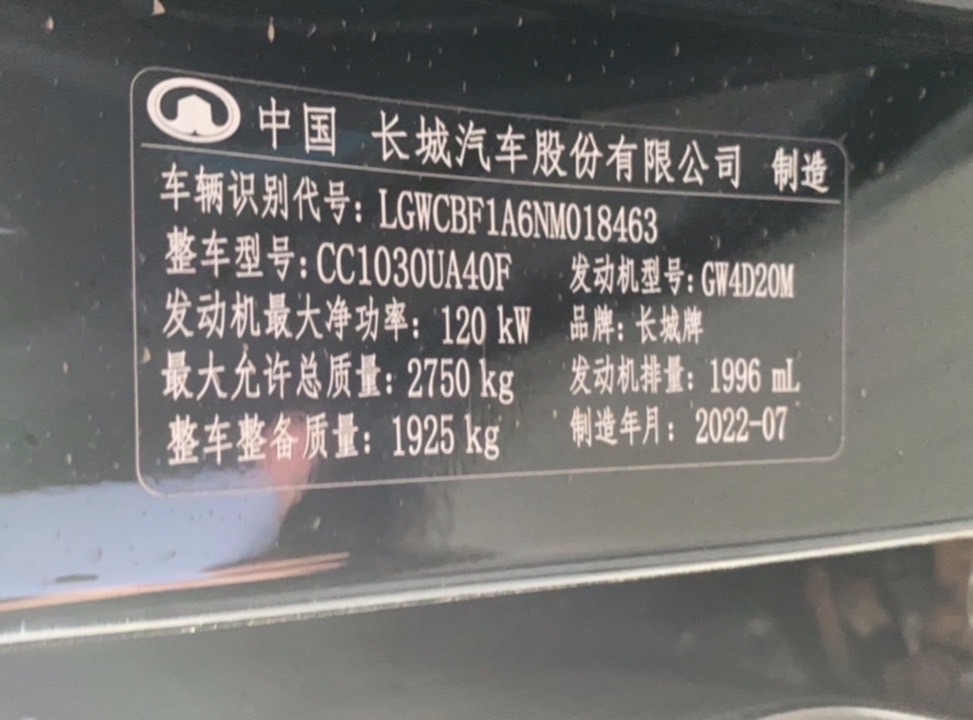 中国 长城汽车股份有限公司 制造
车辆识别代号: LGWCBF1A6NM018463
整车型号: CC1030UA40F 发动机型号: GW4D20M
发动机最大净功率: 120 kW 品牌: 长城牌
最大允许总质量: 2750 kg 发动机排量: 1996 mL
整车整备质量: 1925 kg 制造年月: 2022-07